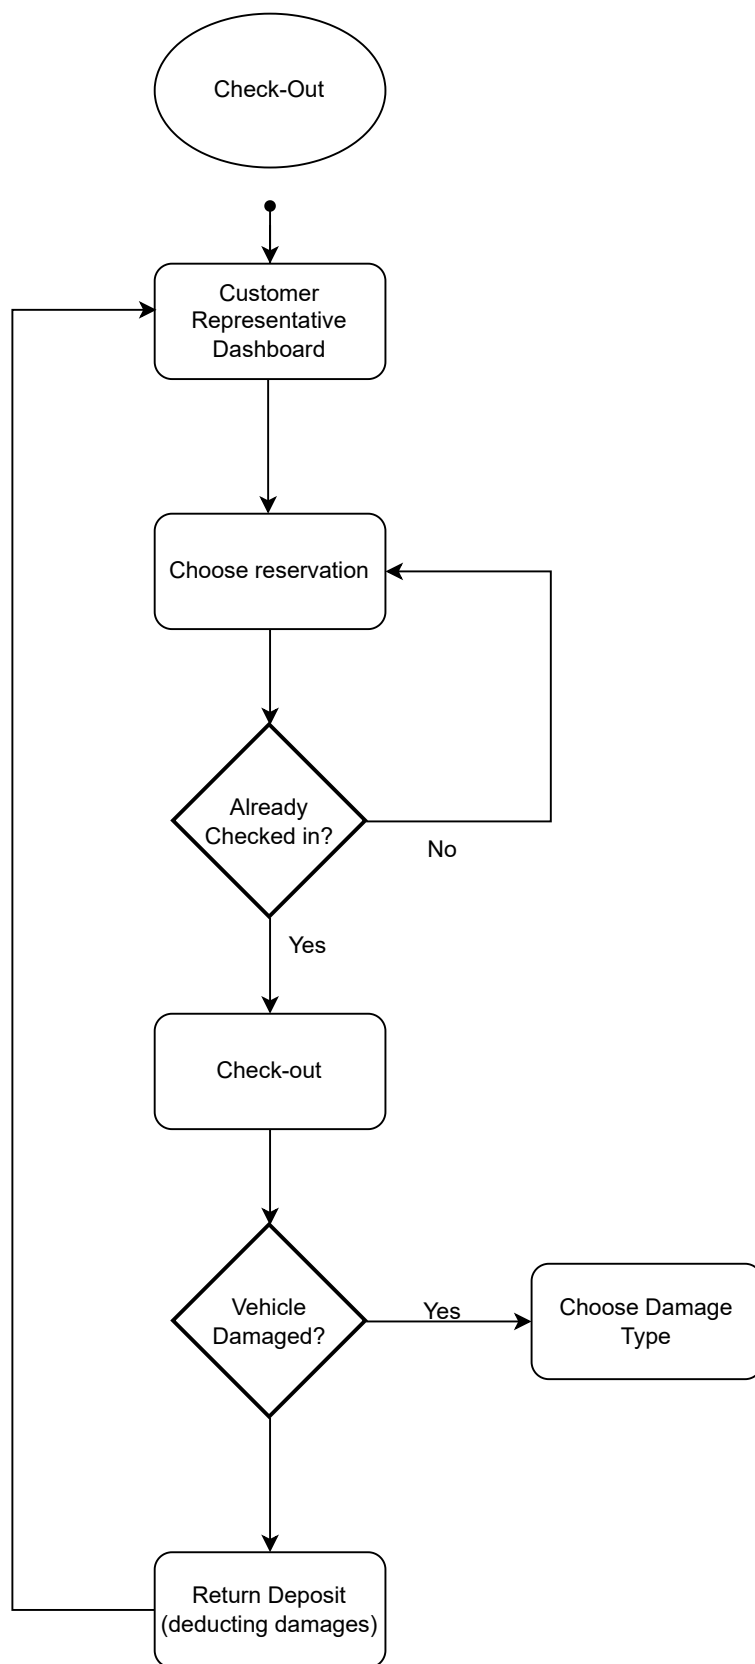 Check-Out
Customer
Representative
Dashboard
Choose reservation
Already
Checked in?
No
Yes
Check-out
Vehicle
Damaged?
Yes
Choose Damage
Type
Return Deposit
(deducting damages)